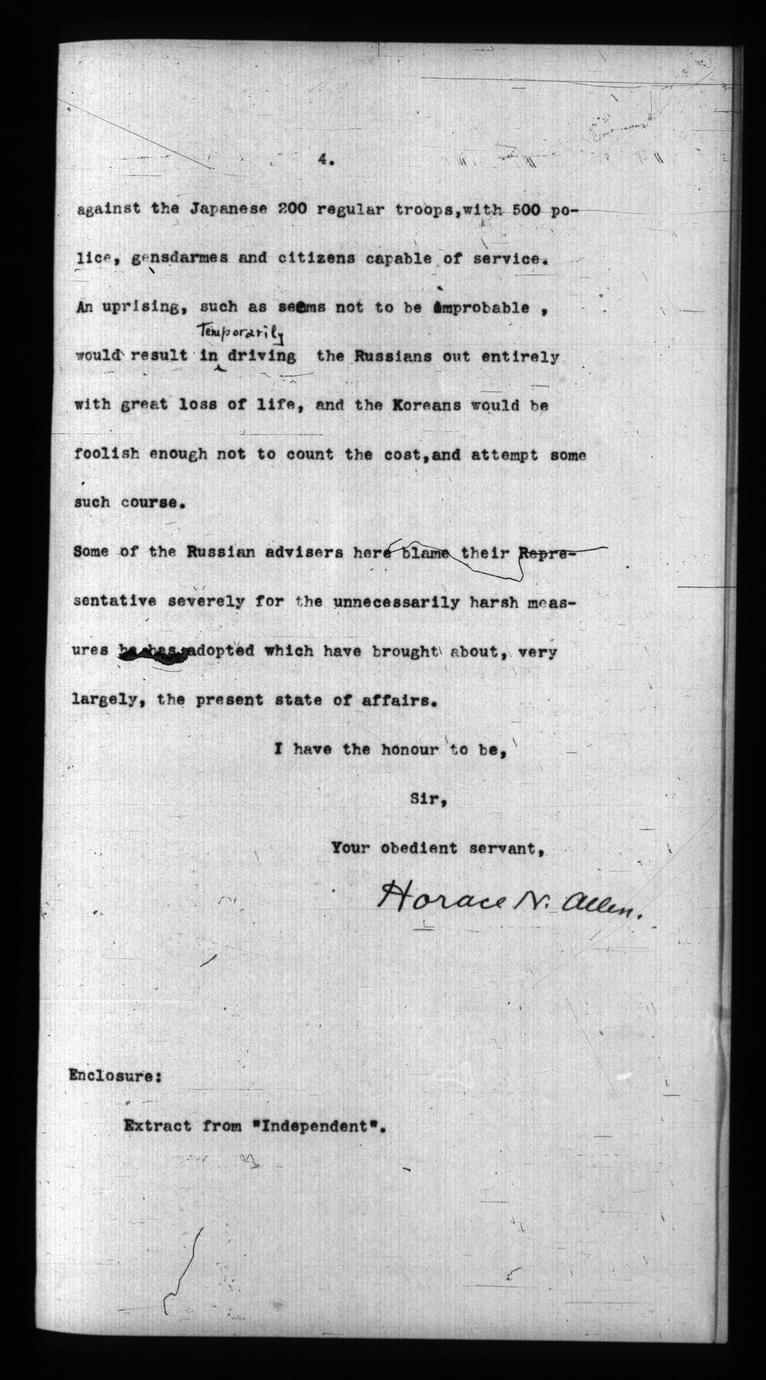 4.
against the Japanese 200 regular troops,with 500 po-
lice, gensdarmes and citizens capable of service.
An uprising, such as seems not to be improbable ,
Temporarily
would result in driving the Russians out entirely
with great loss of life, and the Koreans would be
foolish enough not to count the cost,and attempt some
such course.
Some of the Russian advisers here blame their Repre-
sentative severely for the unnecessarily harsh meas-
ures he has adopted which have brought about, very
largely, the present state of affairs.
I have the honour to be,
Sir,
Your obedient servant,
Horace N. Allen.
Enclosure:
Extract from "Independent".